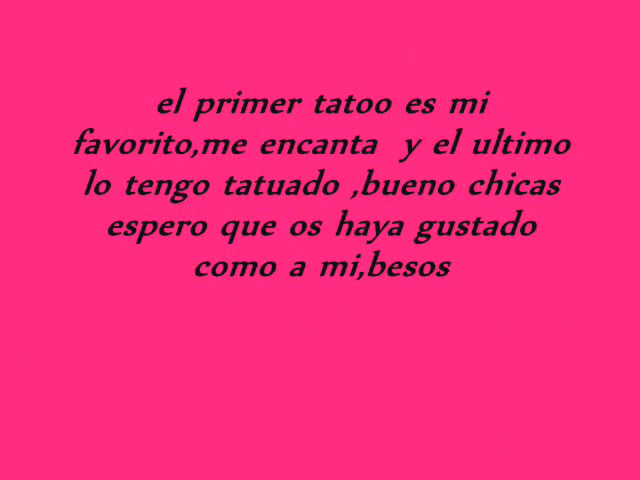 el primer tatoo es mi
favorito,me encanta  y el ultimo
lo tengo tatuado ,bueno chicas
espero que os haya gustado
como a mi,besos